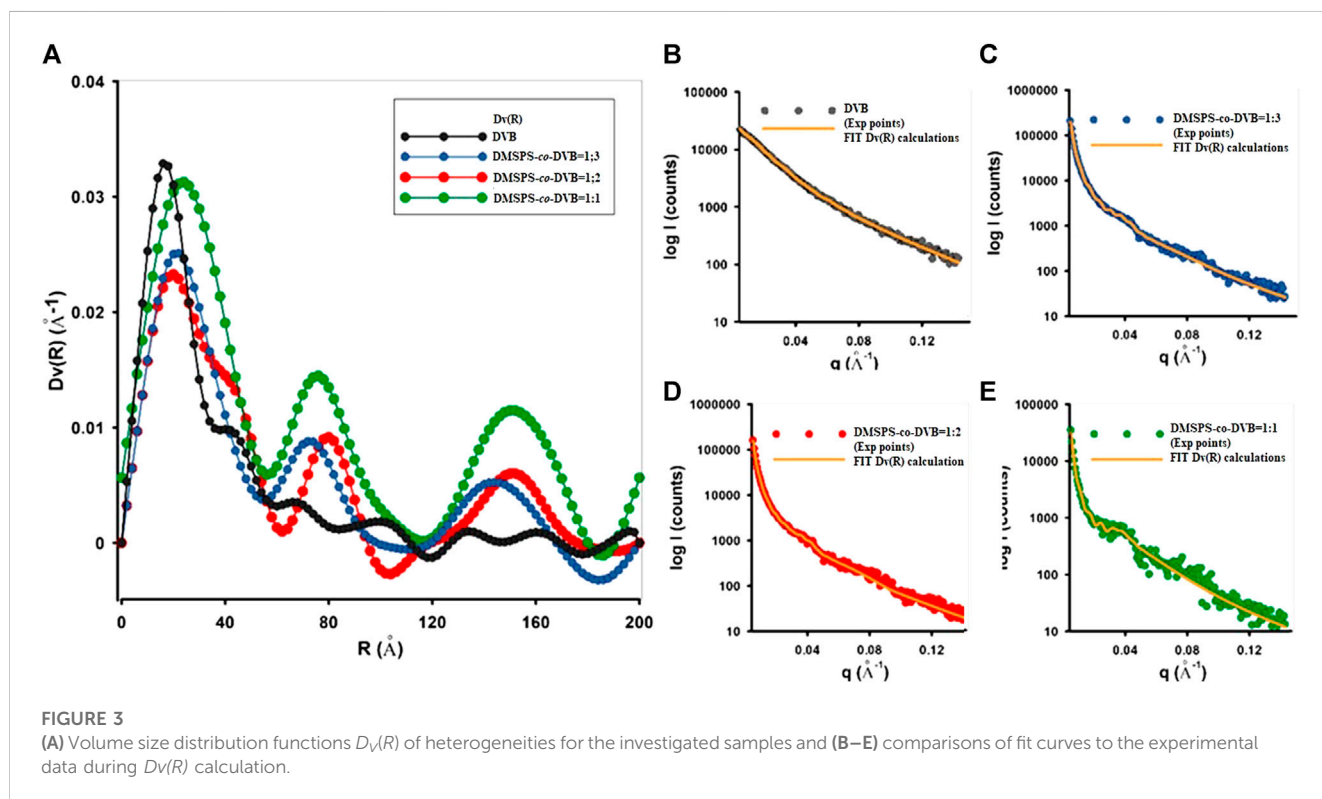 A
0.04
0.03
0.02
0.01
0
Dv(R) (Å-1)
0
40
80
120
160
200
R (Å)
Dv(R)
DVB
DMSPS-co-DVB=1;3
DMSPS-co-DVB=1;2
DMSPS-co-DVB=1:1
B
100000
10000
1000
100
10
log I (counts)
DVB
(Exp points)
FIT Dv(R) calculations
0.04
0.08
0.12
q (Å-1)
C
1000000
100000
10000
1000
100
10
log I (counts)
DMSPS-co-DVB=1:3
(Exp points)
FIT Dv(R) calculations
0.04
0.08
0.12
q (Å-1)
D
1000000
100000
10000
1000
100
10
log I (counts)
DMSPS-co-DVB=1:2
(Exp points)
FIT Dv(R) calculation
0.04
0.08
0.12
q (Å-1)
E
100000
10000
1000
100
10
DMSPS-co-DVB=1:1
(Exp points)
FIT Dv(R) calculations
0.04
0.08
0.12
q (Å-1)
FIGURE 3
(A) Volume size distribution functions DV(R) of heterogeneities for the investigated samples and (B–E) comparisons of fit curves to the experimental
data during Dv(R) calculation.